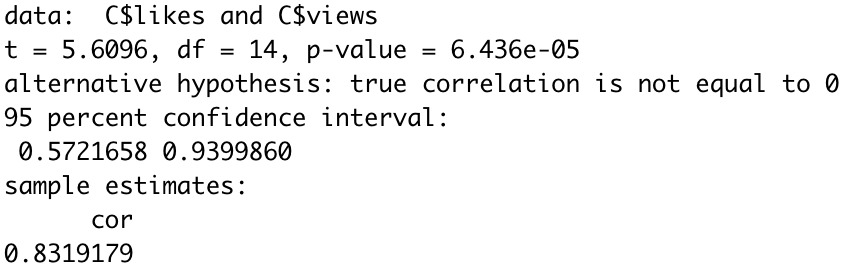 data:  C$likes and C$views
t = 5.6096, df = 14, p-value = 6.436e-05
alternative hypothesis: true correlation is not equal to 0
95 percent confidence interval:
 0.5721658 0.9399860
sample estimates:
      cor
0.8319179